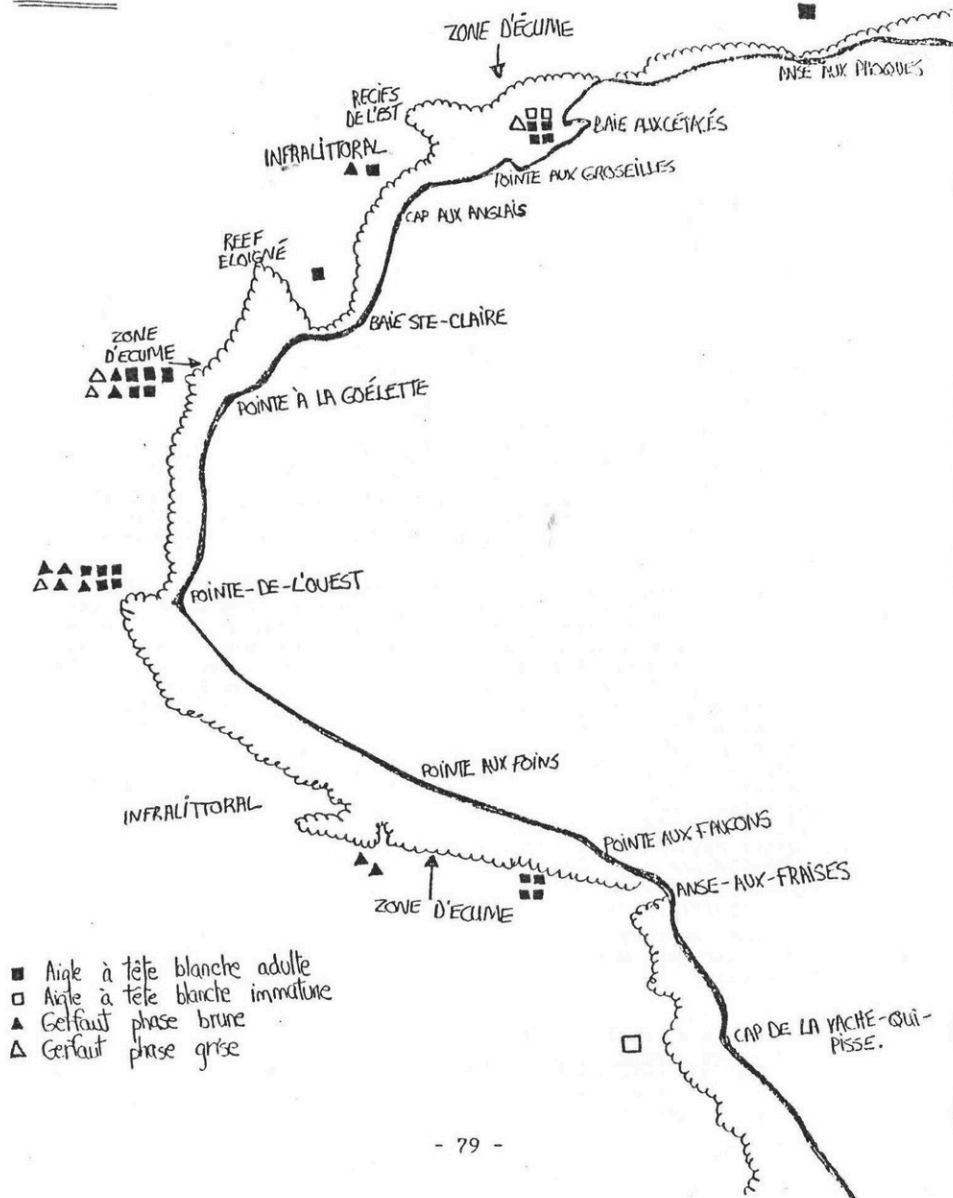 ZONE D'ÉCUME
ANSE AUX PHOQUES
RECIFS
DE L'EST
BAIE AUX CÉTACÉS
INFRALITTORAL
POINTE AUX GROSEILLES
CAP AUX ANGLAIS
REEF
ELOIGNÉ
BAIE STE-CLAIRE
ZONE
D'ECUME
POINTE À LA GOÉLETTE
POINTE-DE-L'OUEST
POINTE AUX FOINS
INFRALITTORAL
POINTE AUX FAUCONS
ANSE-AUX-FRAISES
ZONE D'ECUME
Aigle à tête blanche adulte
Aigle à tête blanche immature
Gerfaut phase brune
Gerfaut phase grise
CAP DE LA VACHE-QUI-
PISSE.
- 79 -